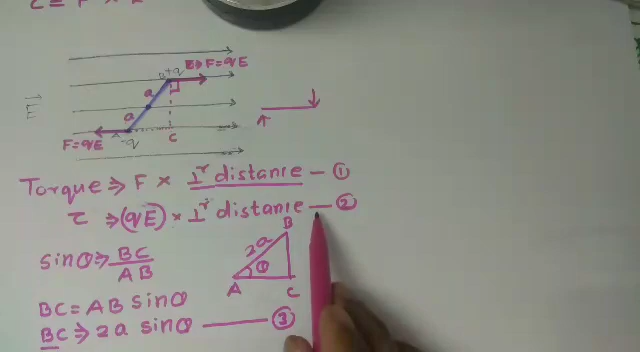 B +q → F=qE
a
a
F=qE A -q C
Torque ⇒ F × ⊥r distance — ①
τ ⇒ (qE) × ⊥r distance — ②
B
2a
sinθ ⇒ BC/AB
θ
A C
BC = AB sinθ
BC ⇒ 2a sinθ — ③